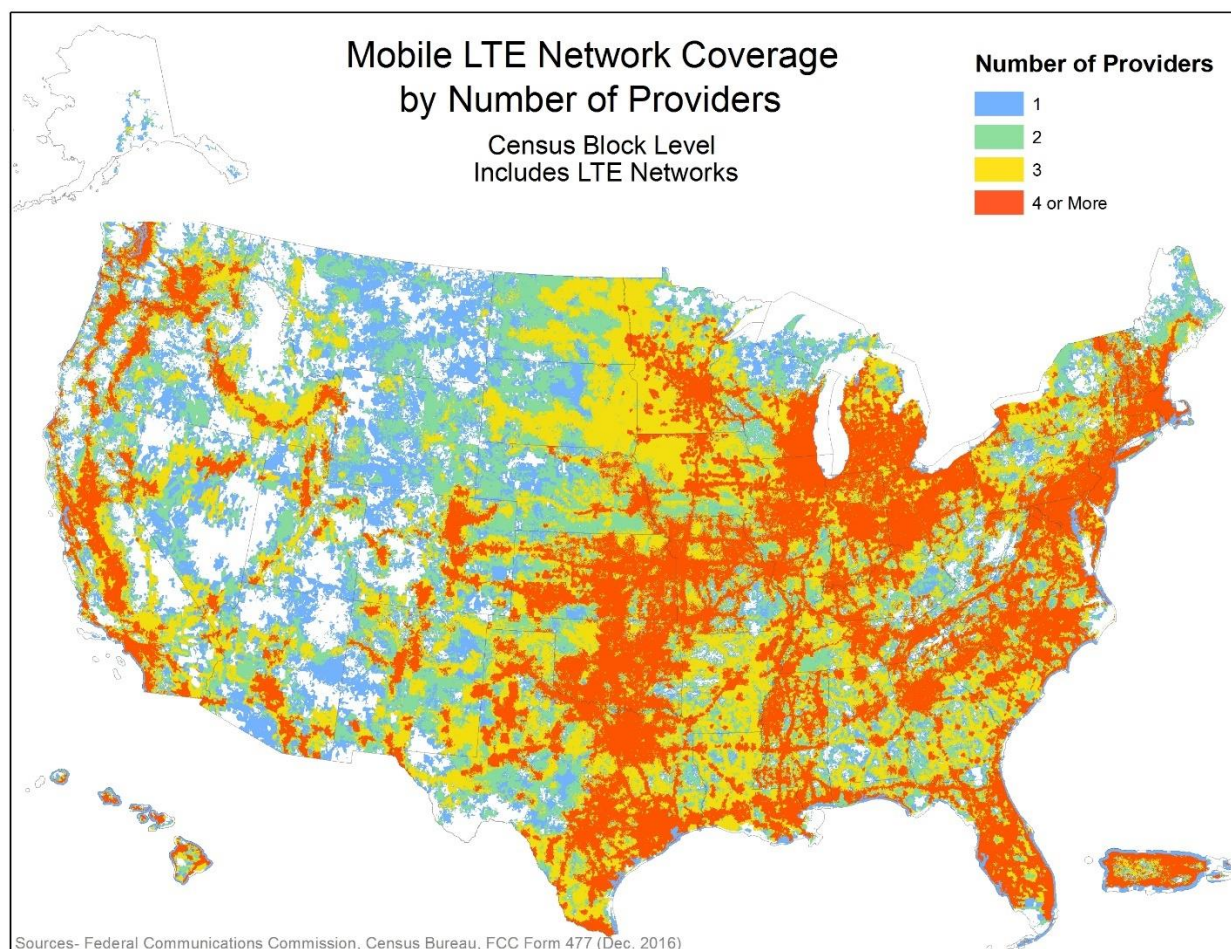 Mobile LTE Network Coverage
by Number of Providers
Census Block Level
Includes LTE Networks
Number of Providers
1
2
3
4 or More
Sources- Federal Communications Commission, Census Bureau, FCC Form 477 (Dec. 2016)